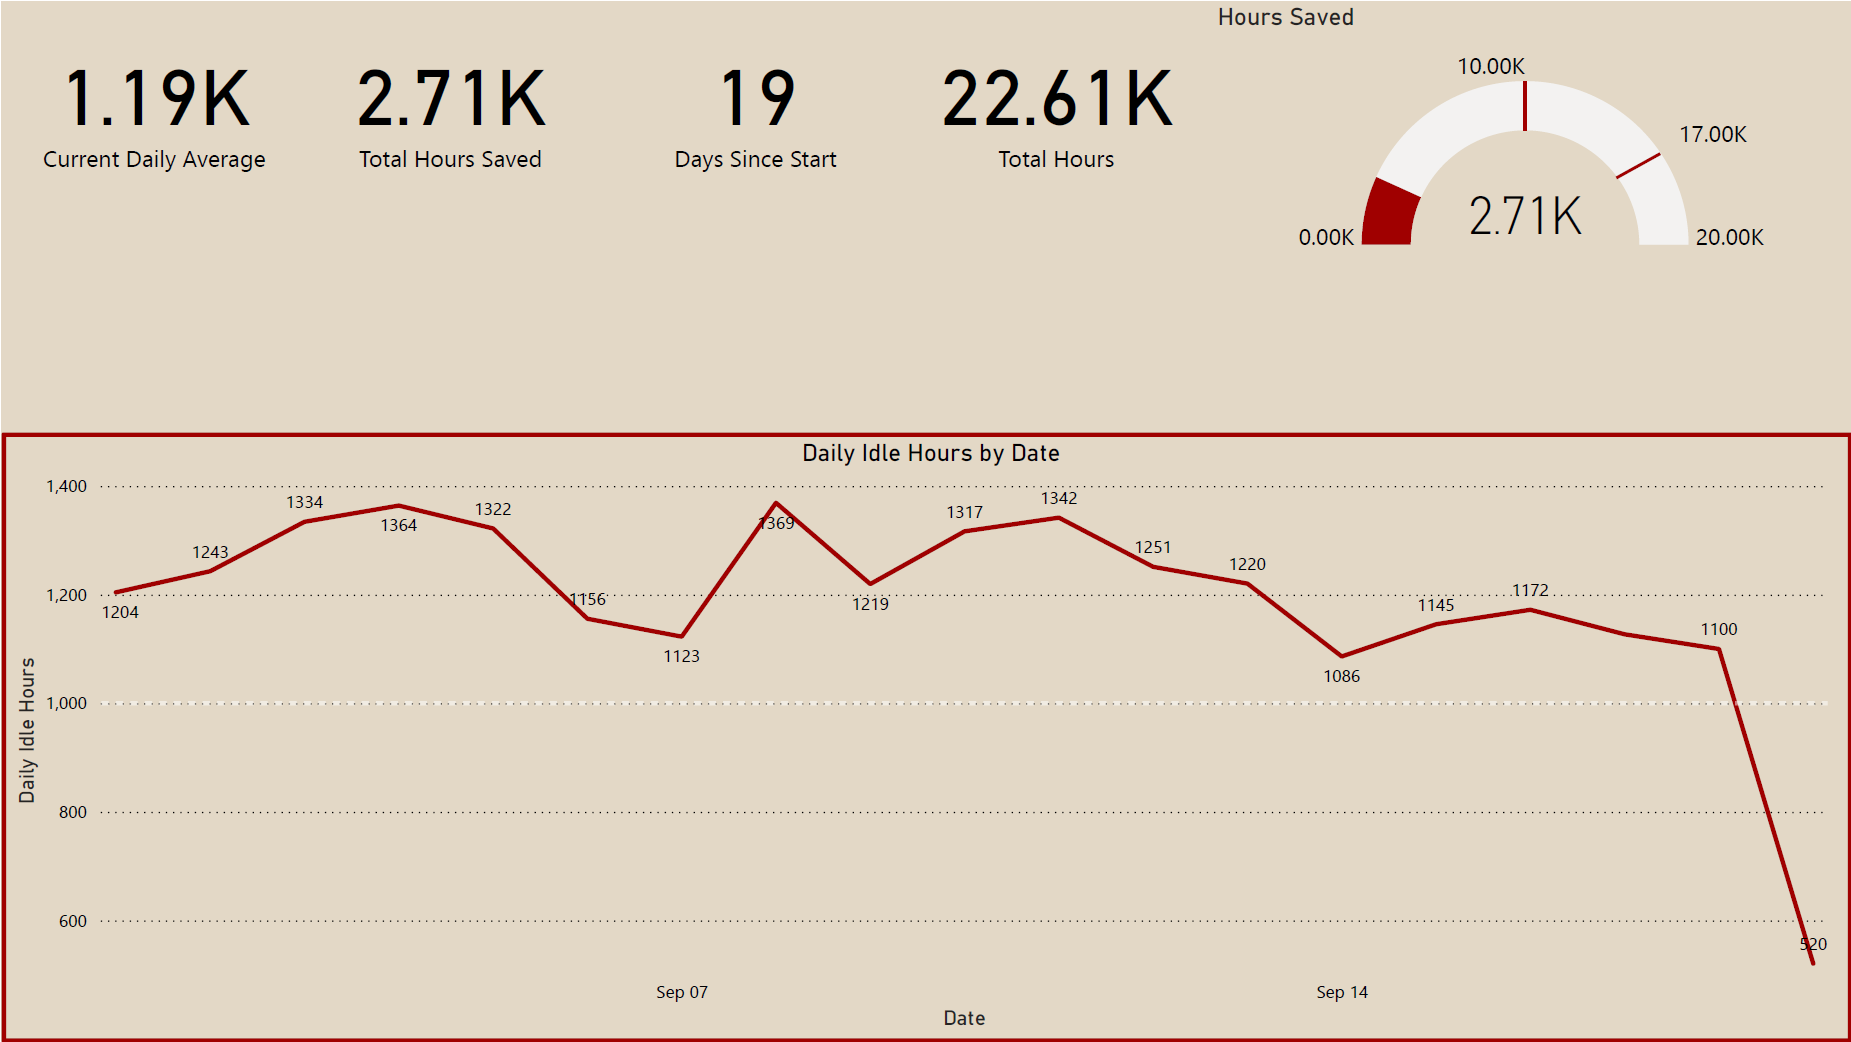 Hours Saved
1.19K
Current Daily Average
2.71K
Total Hours Saved
19
Days Since Start
22.61K
Total Hours
10.00K
17.00K
2.71K
0.00K
20.00K
Daily Idle Hours by Date
Daily Idle Hours
1,400
1,200
1,000
800
600
1204
1243
1334
1364
1322
1156
1123
1369
1219
1317
1342
1251
1220
1086
1145
1172
1100
520
Sep 07
Sep 14
Date